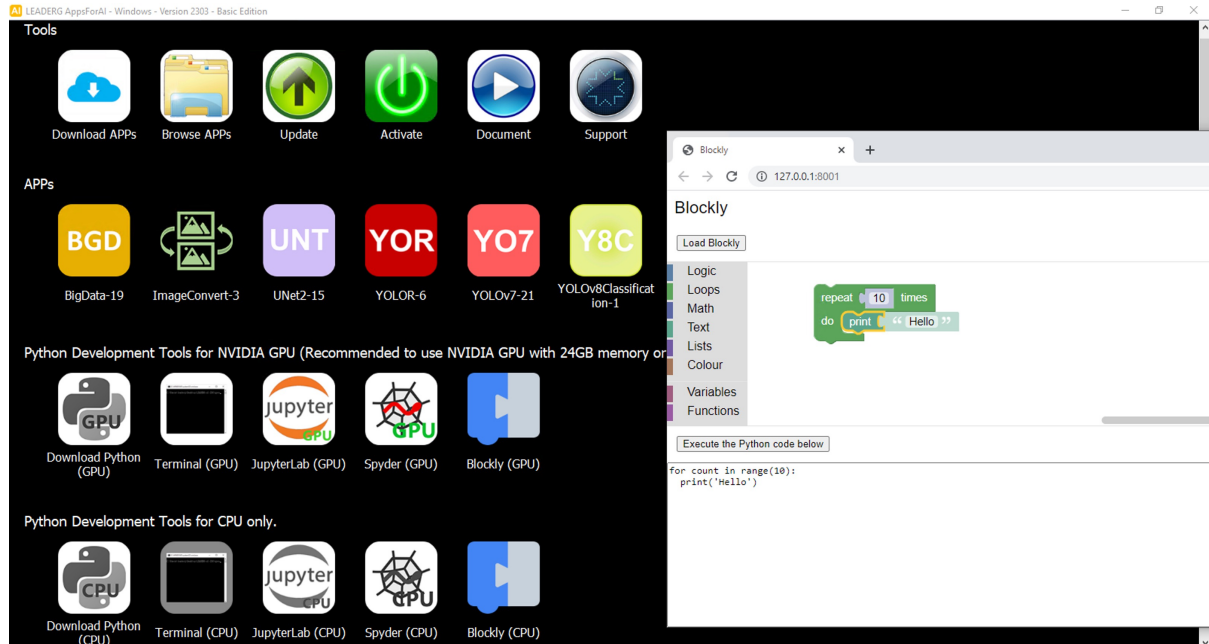 AI LEADERG AppsForAI - Windows - Version 2303 - Basic Edition
Tools
Download APPs Browse APPs Update Activate Document Support
APPs
BGD UNT YOR YO7 Y8C
BigData-19 ImageConvert-3 UNet2-15 YOLOR-6 YOLOv7-21 YOLOv8Classificat
ion-1
Python Development Tools for NVIDIA GPU (Recommended to use NVIDIA GPU with 24GB memory or
GPU Jupyter GPU GPU
Download Python
(GPU) Terminal (GPU) JupyterLab (GPU) Spyder (GPU) Blockly (GPU)
Python Development Tools for CPU only.
CPU Jupyter CPU CPU
Download Python
(CPU) Terminal (CPU) JupyterLab (CPU) Spyder (CPU) Blockly (CPU)
Blockly
127.0.0.1:8001
Blockly
Load Blockly
Logic
Loops
Math
Text
Lists
Colour
Variables
Functions
repeat 10 times
do print “ Hello ”
Execute the Python code below
for count in range(10):
  print('Hello')